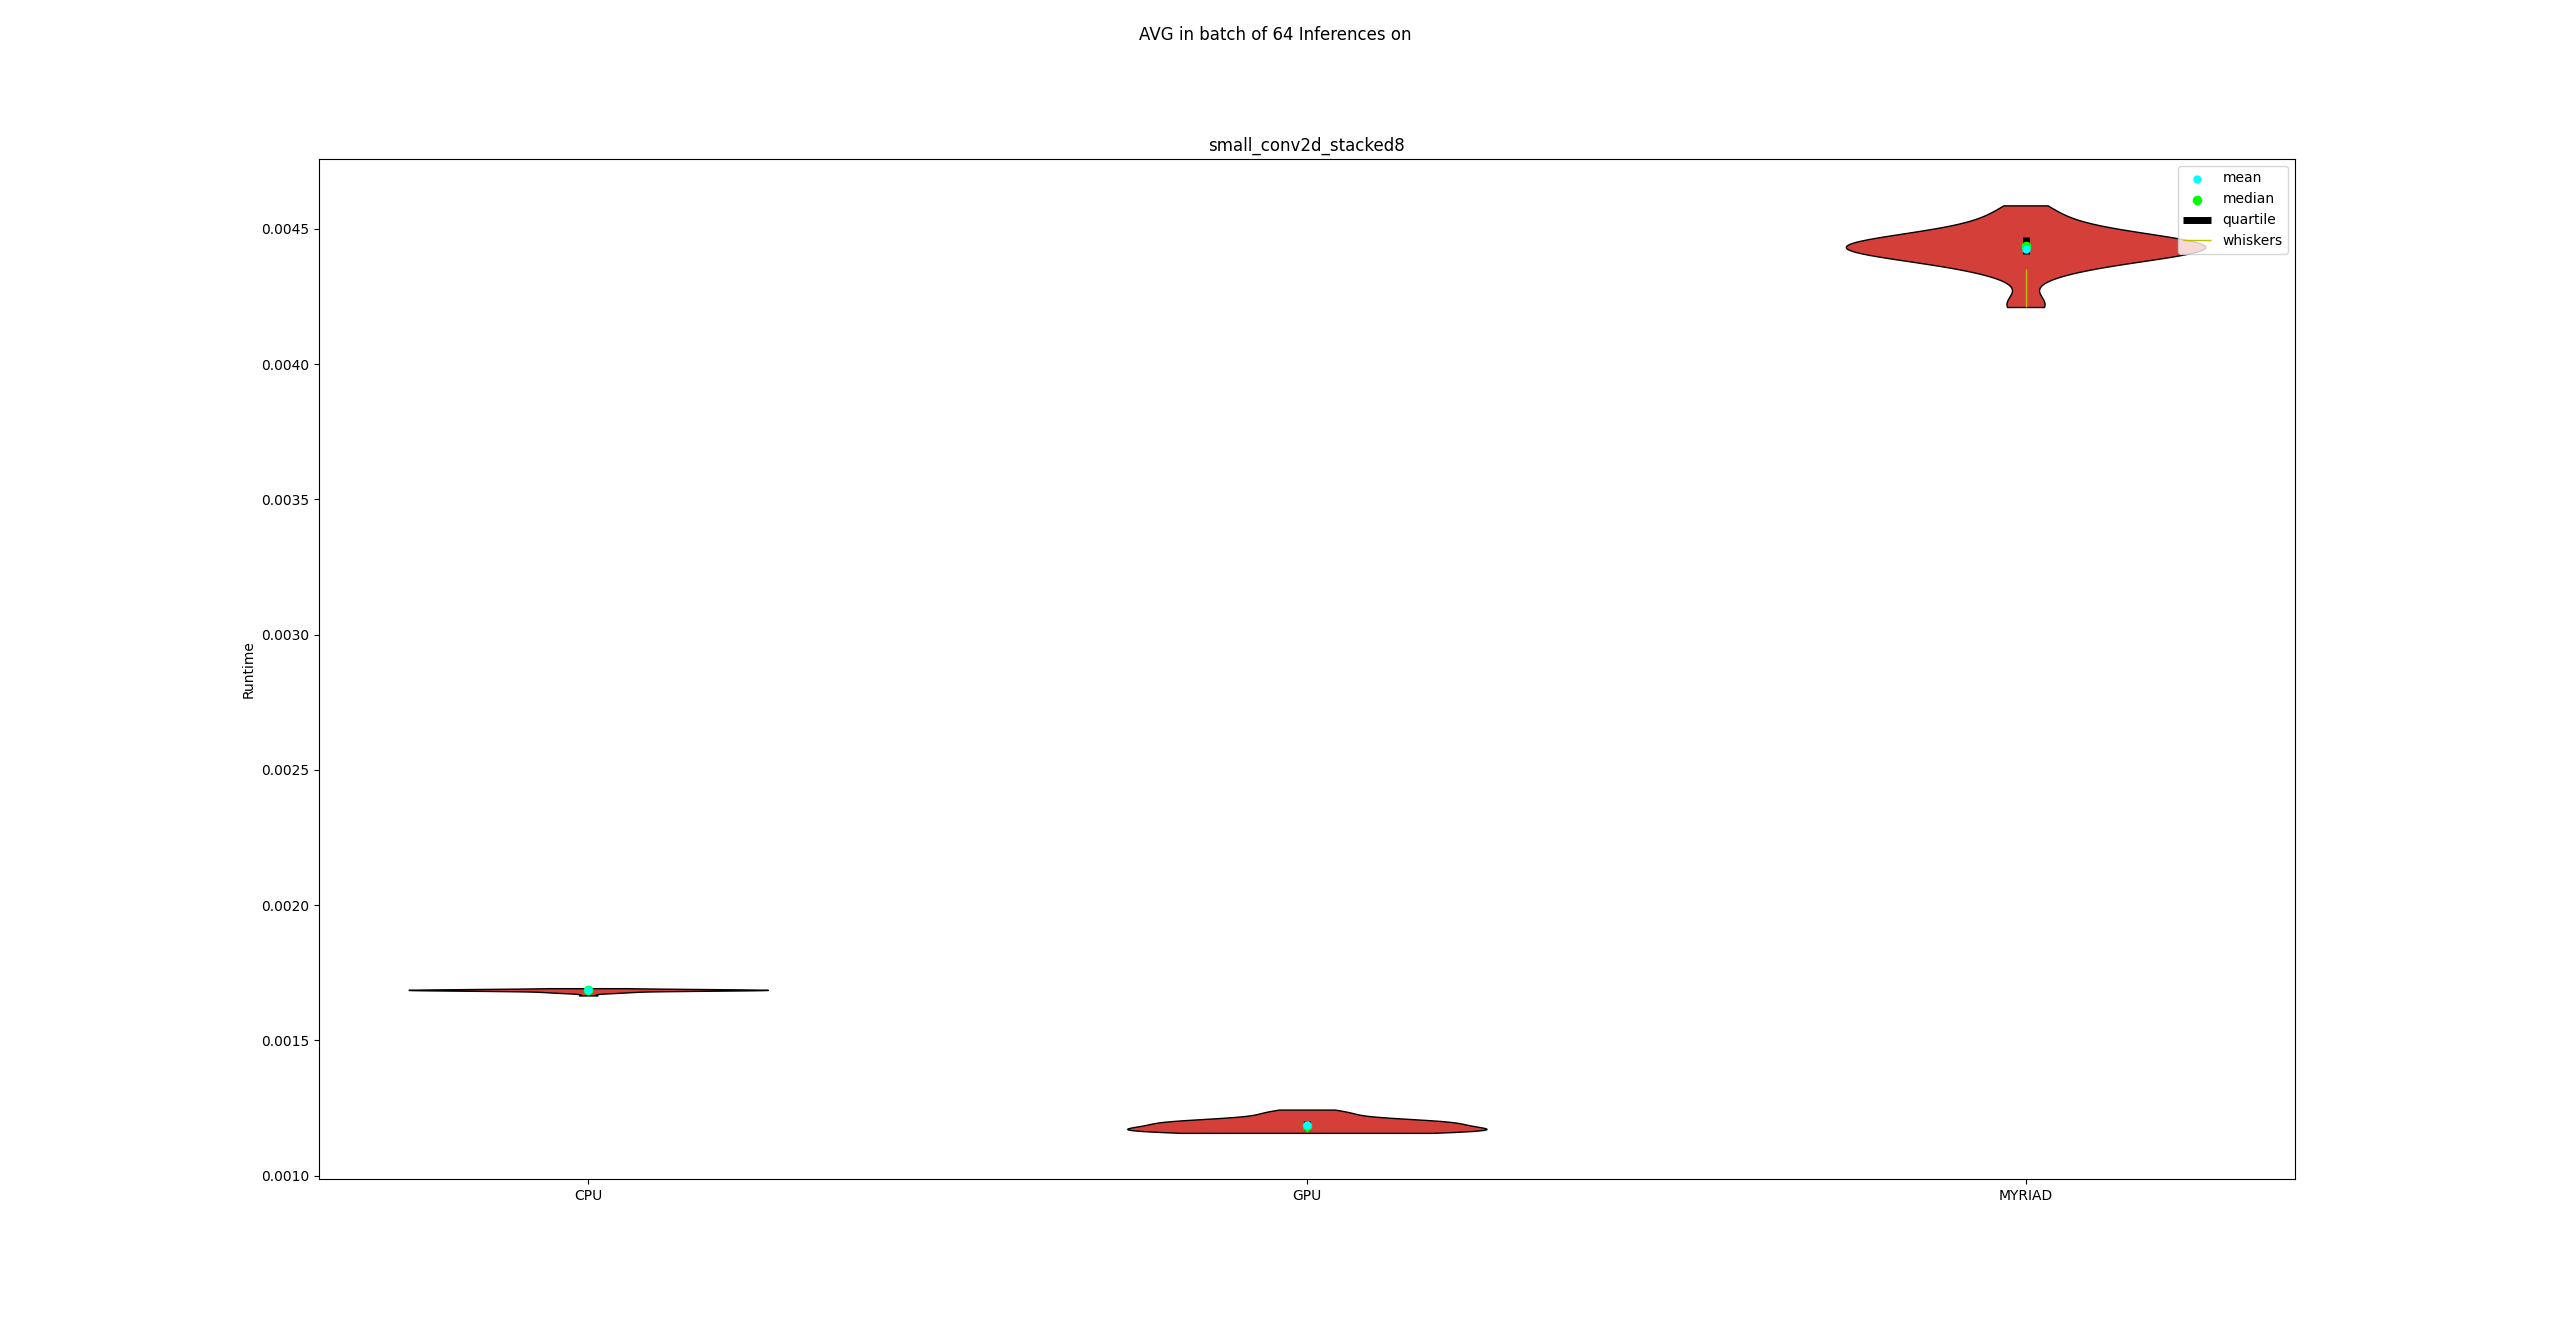 AVG in batch of 64 Inferences on
small_conv2d_stacked8
mean
median
quartile
whiskers
0.0045
0.0040
0.0035
0.0030
0.0025
0.0020
0.0015
0.0010
Runtime
CPU
GPU
MYRIAD